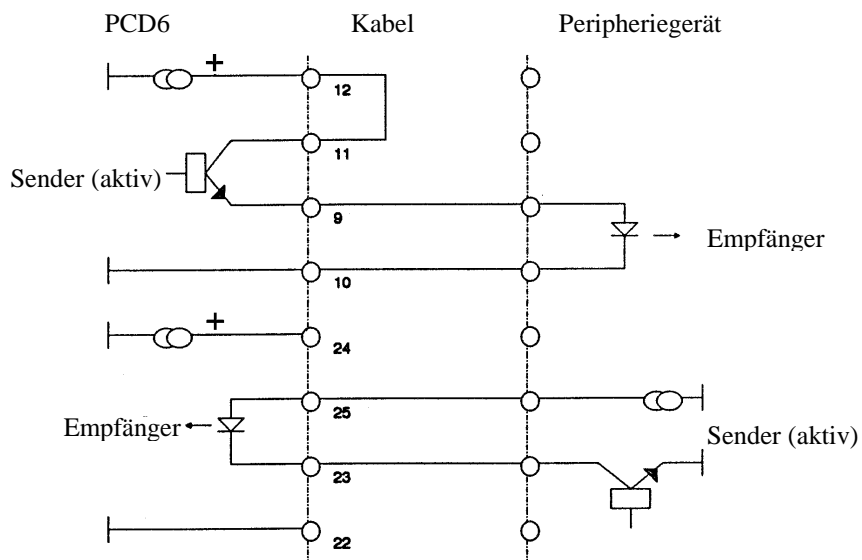 PCD6 Kabel Peripheriegerät
+
12
11
Sender (aktiv)
9
Empfänger
10
+
24
25
Empfänger
Sender (aktiv)
23
22